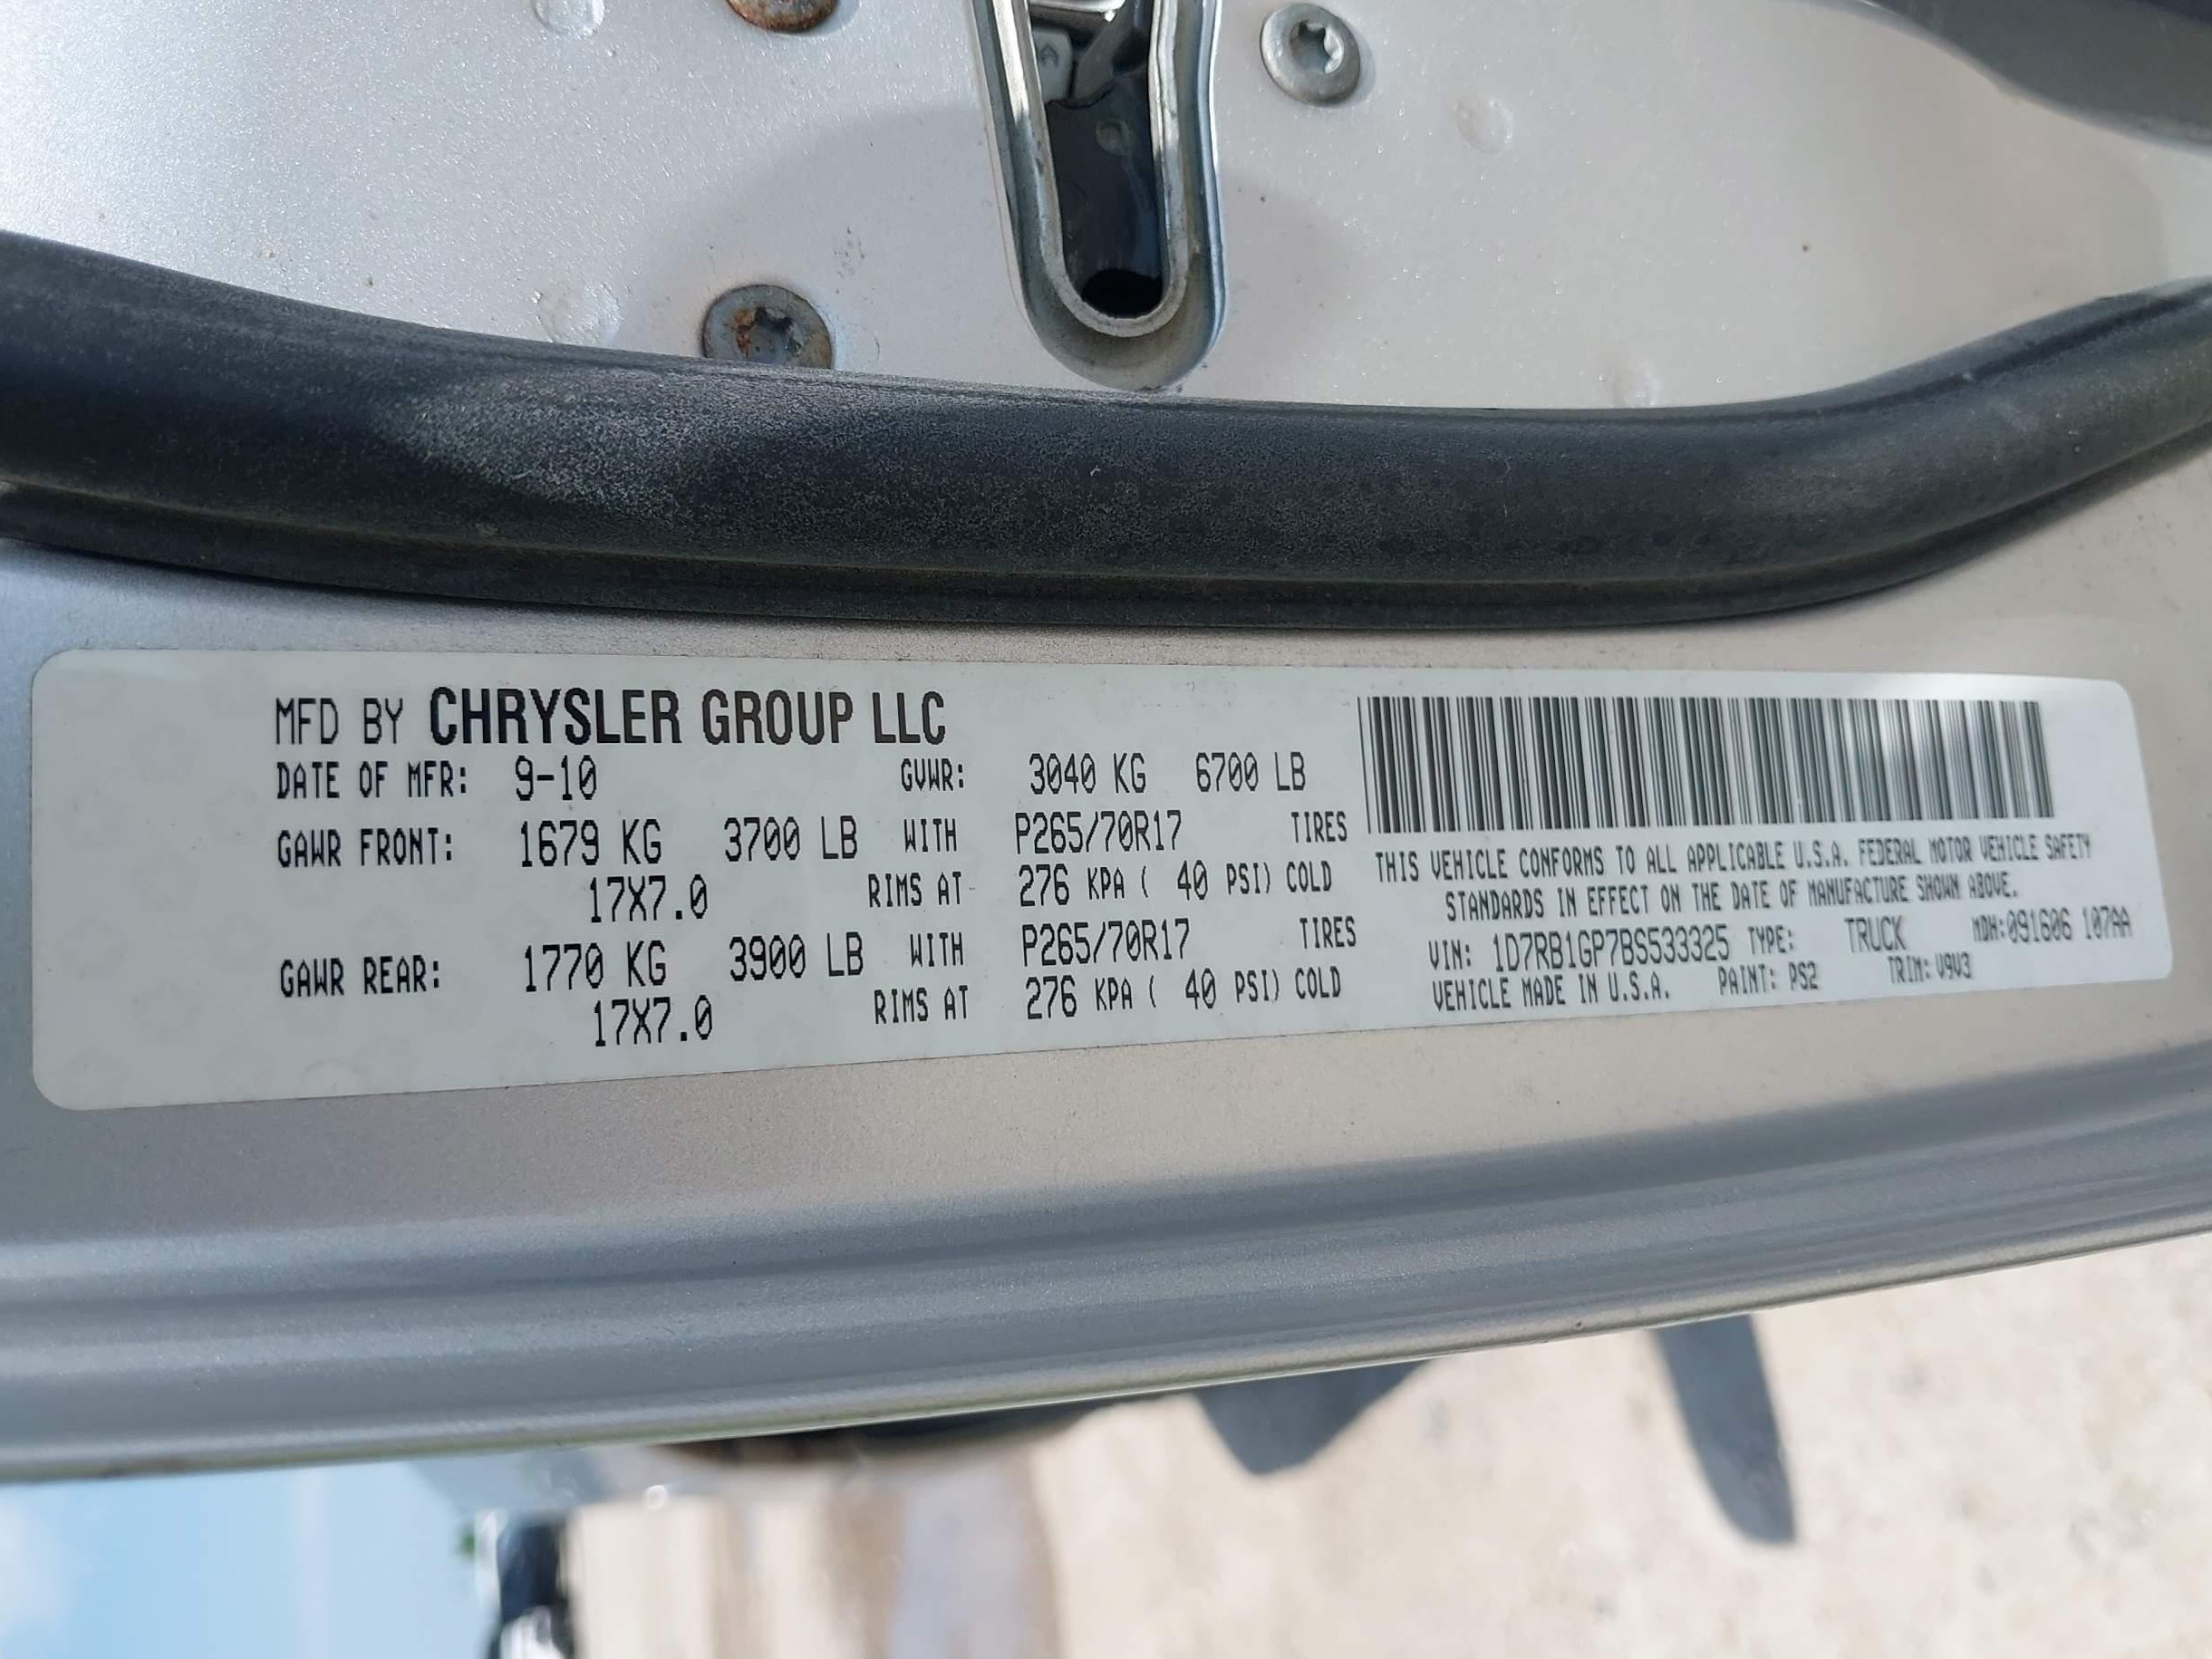 MFD BY CHRYSLER GROUP LLC
DATE OF MFR: 9-10 GVWR: 3040 KG 6700 LB
GAWR FRONT: 1679 KG 3700 LB WITH P265/70R17 TIRES
17X7.0 RIMS AT 276 KPA ( 40 PSI) COLD
GAWR REAR: 1770 KG 3900 LB WITH P265/70R17 TIRES
17X7.0 RIMS AT 276 KPA ( 40 PSI) COLD
THIS VEHICLE CONFORMS TO ALL APPLICABLE U.S.A. FEDERAL MOTOR VEHICLE SAFETY
STANDARDS IN EFFECT ON THE DATE OF MANUFACTURE SHOWN ABOVE.
VIN: 1D7RB1GP7BS533325 TYPE: TRUCK MDH:091606 107AA
VEHICLE MADE IN U.S.A. PAINT: PS2 TRIM: V9V3